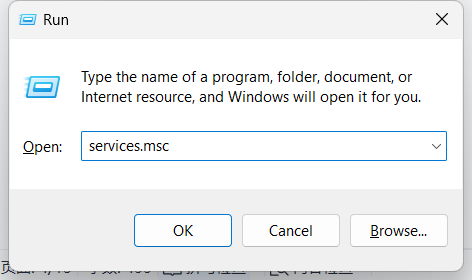 Run
Type the name of a program, folder, document, or
Internet resource, and Windows will open it for you.
Open: services.msc
OK Cancel Browse...